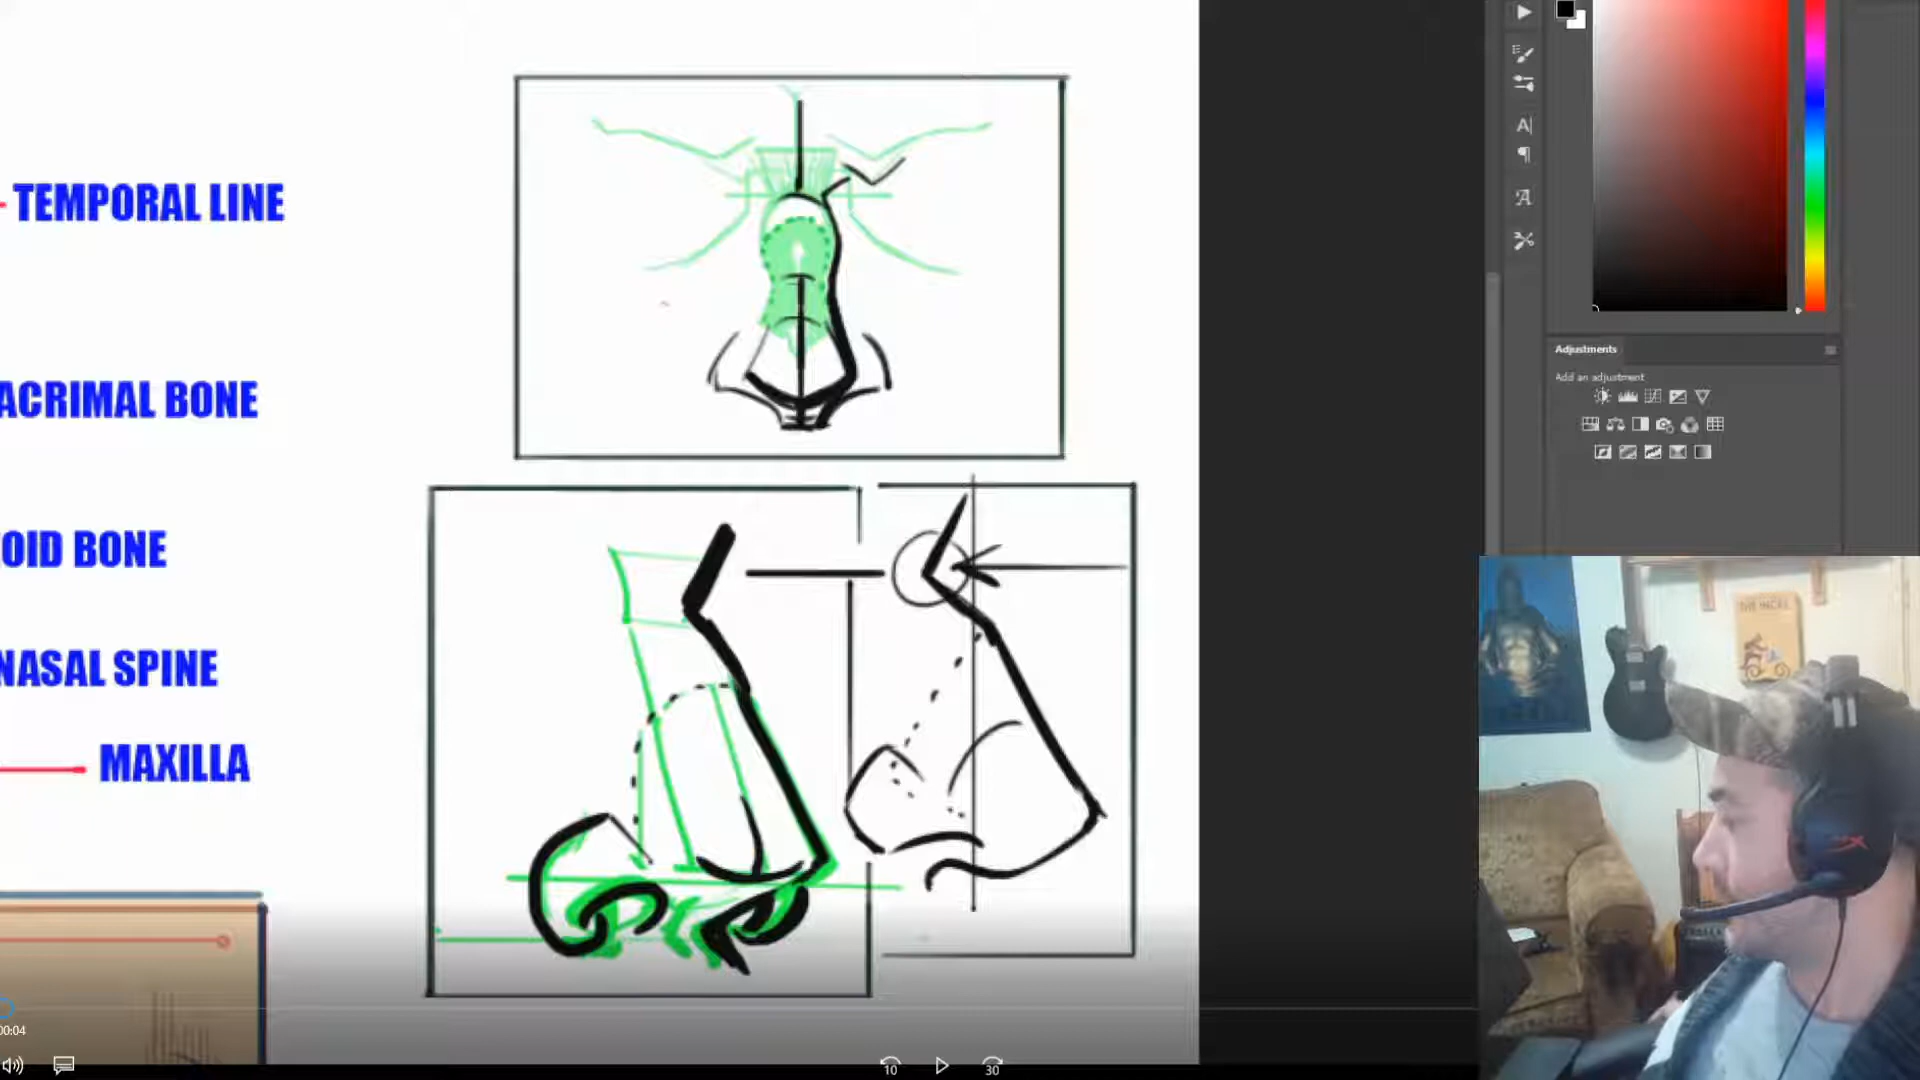 TEMPORAL LINE
ACRIMAL BONE
OID BONE
NASAL SPINE
MAXILLA
Adjustments
Add an adjustment
00:04
10
30